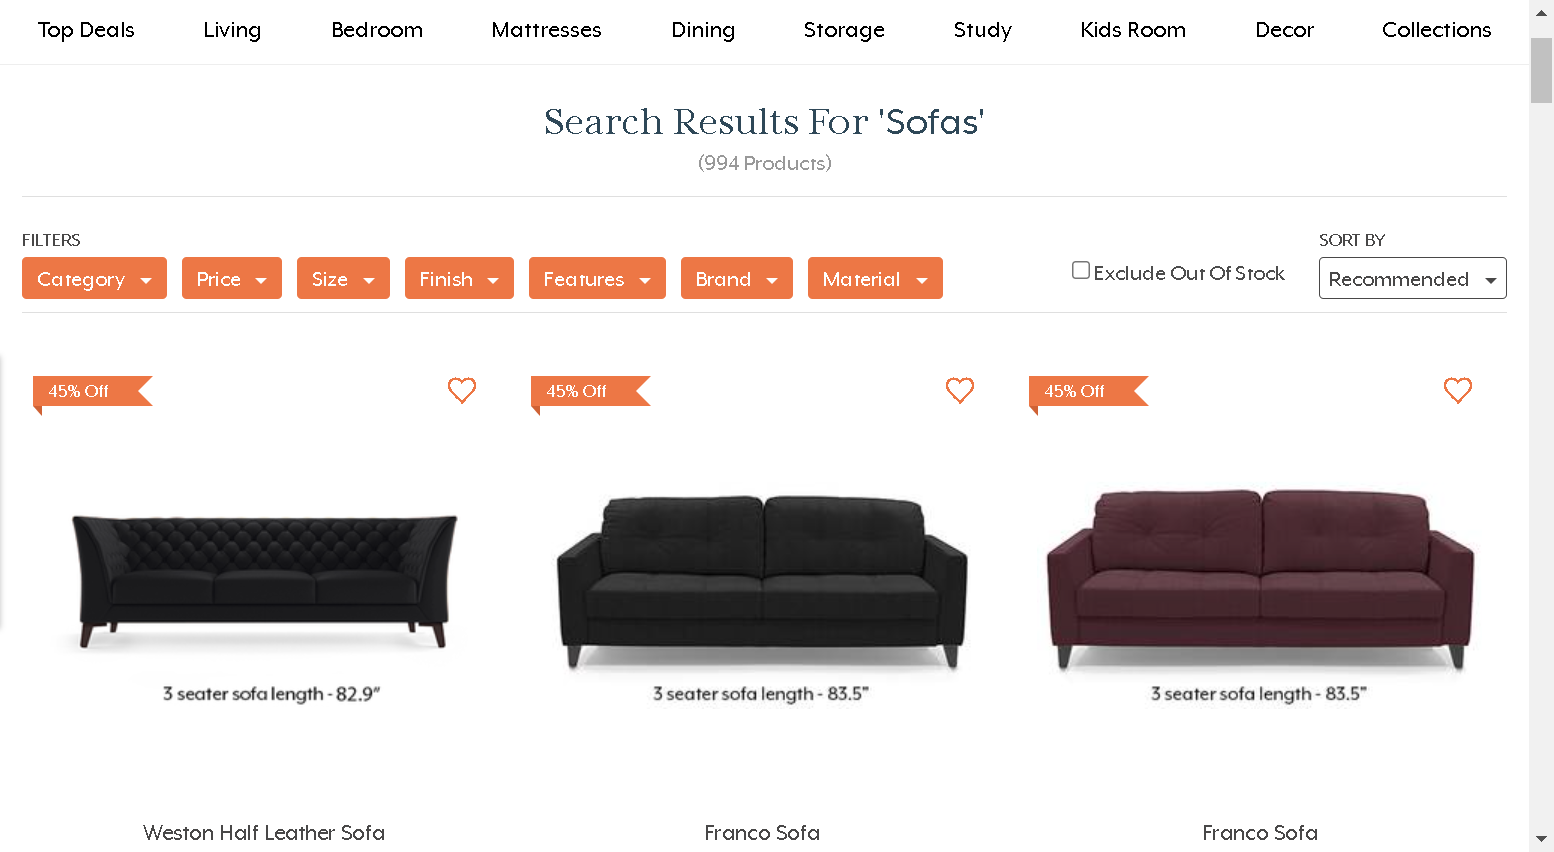 Top Deals Living Bedroom Mattresses Dining Storage Study Kids Room Decor Collections
Search Results For 'Sofas'
(994 Products)
FILTERS
SORT BY
Category Price Size Finish Features Brand Material Exclude Out Of Stock Recommended
45% Off 45% Off 45% Off
3 seater sofa length - 82.9" 3 seater sofa length - 83.5" 3 seater sofa length - 83.5"
Weston Half Leather Sofa Franco Sofa Franco Sofa